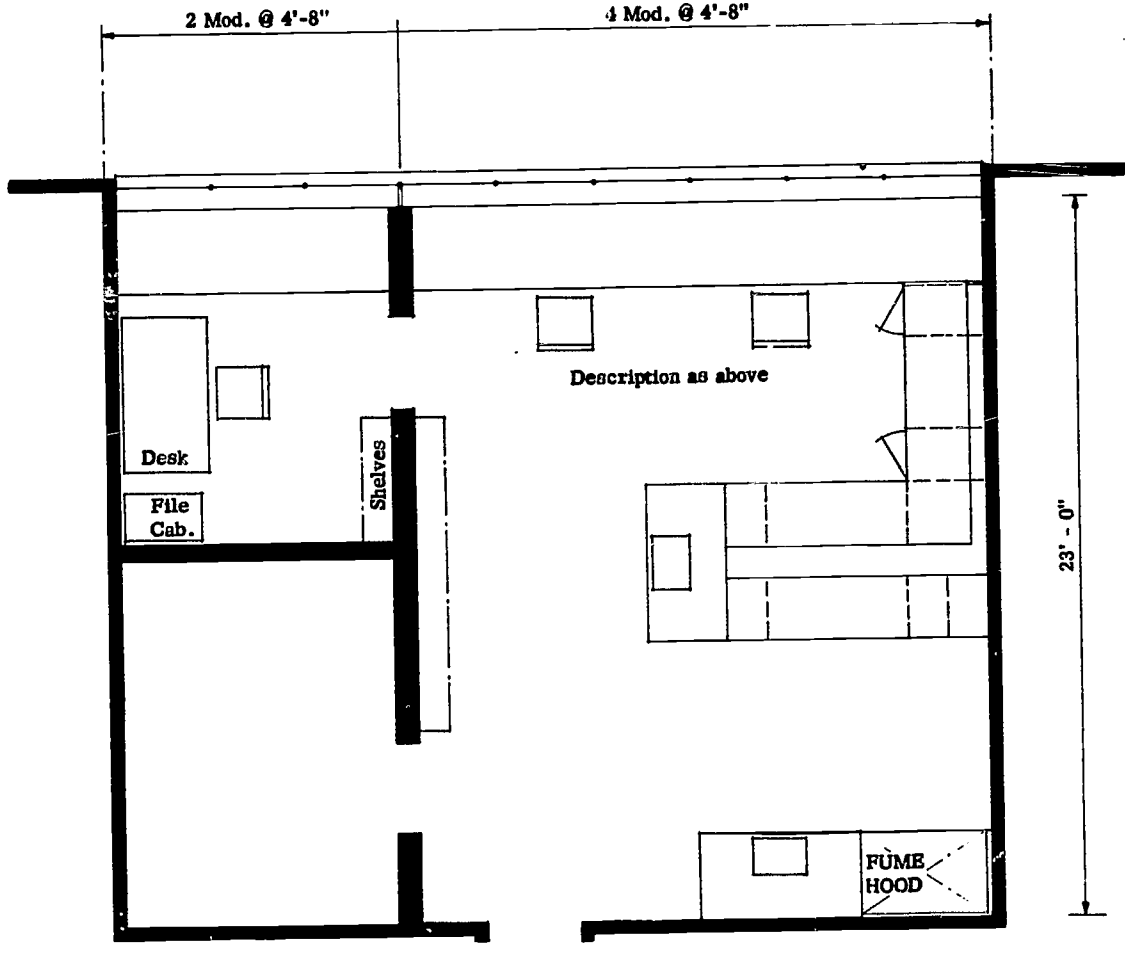 2 Mod. @ 4'-8"
4 Mod. @ 4'-8"
Description as above
Desk
Shelves
File
Cab.
23' - 0"
FUME
HOOD